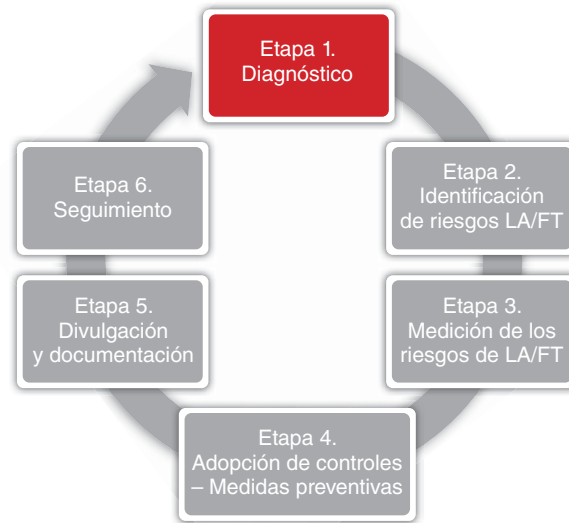 Etapa 1.
Diagnóstico
Etapa 2.
Identificación
de riesgos LA/FT
Etapa 3.
Medición de los
riesgos de LA/FT
Etapa 4.
Adopción de controles
– Medidas preventivas
Etapa 5.
Divulgación
y documentación
Etapa 6.
Seguimiento